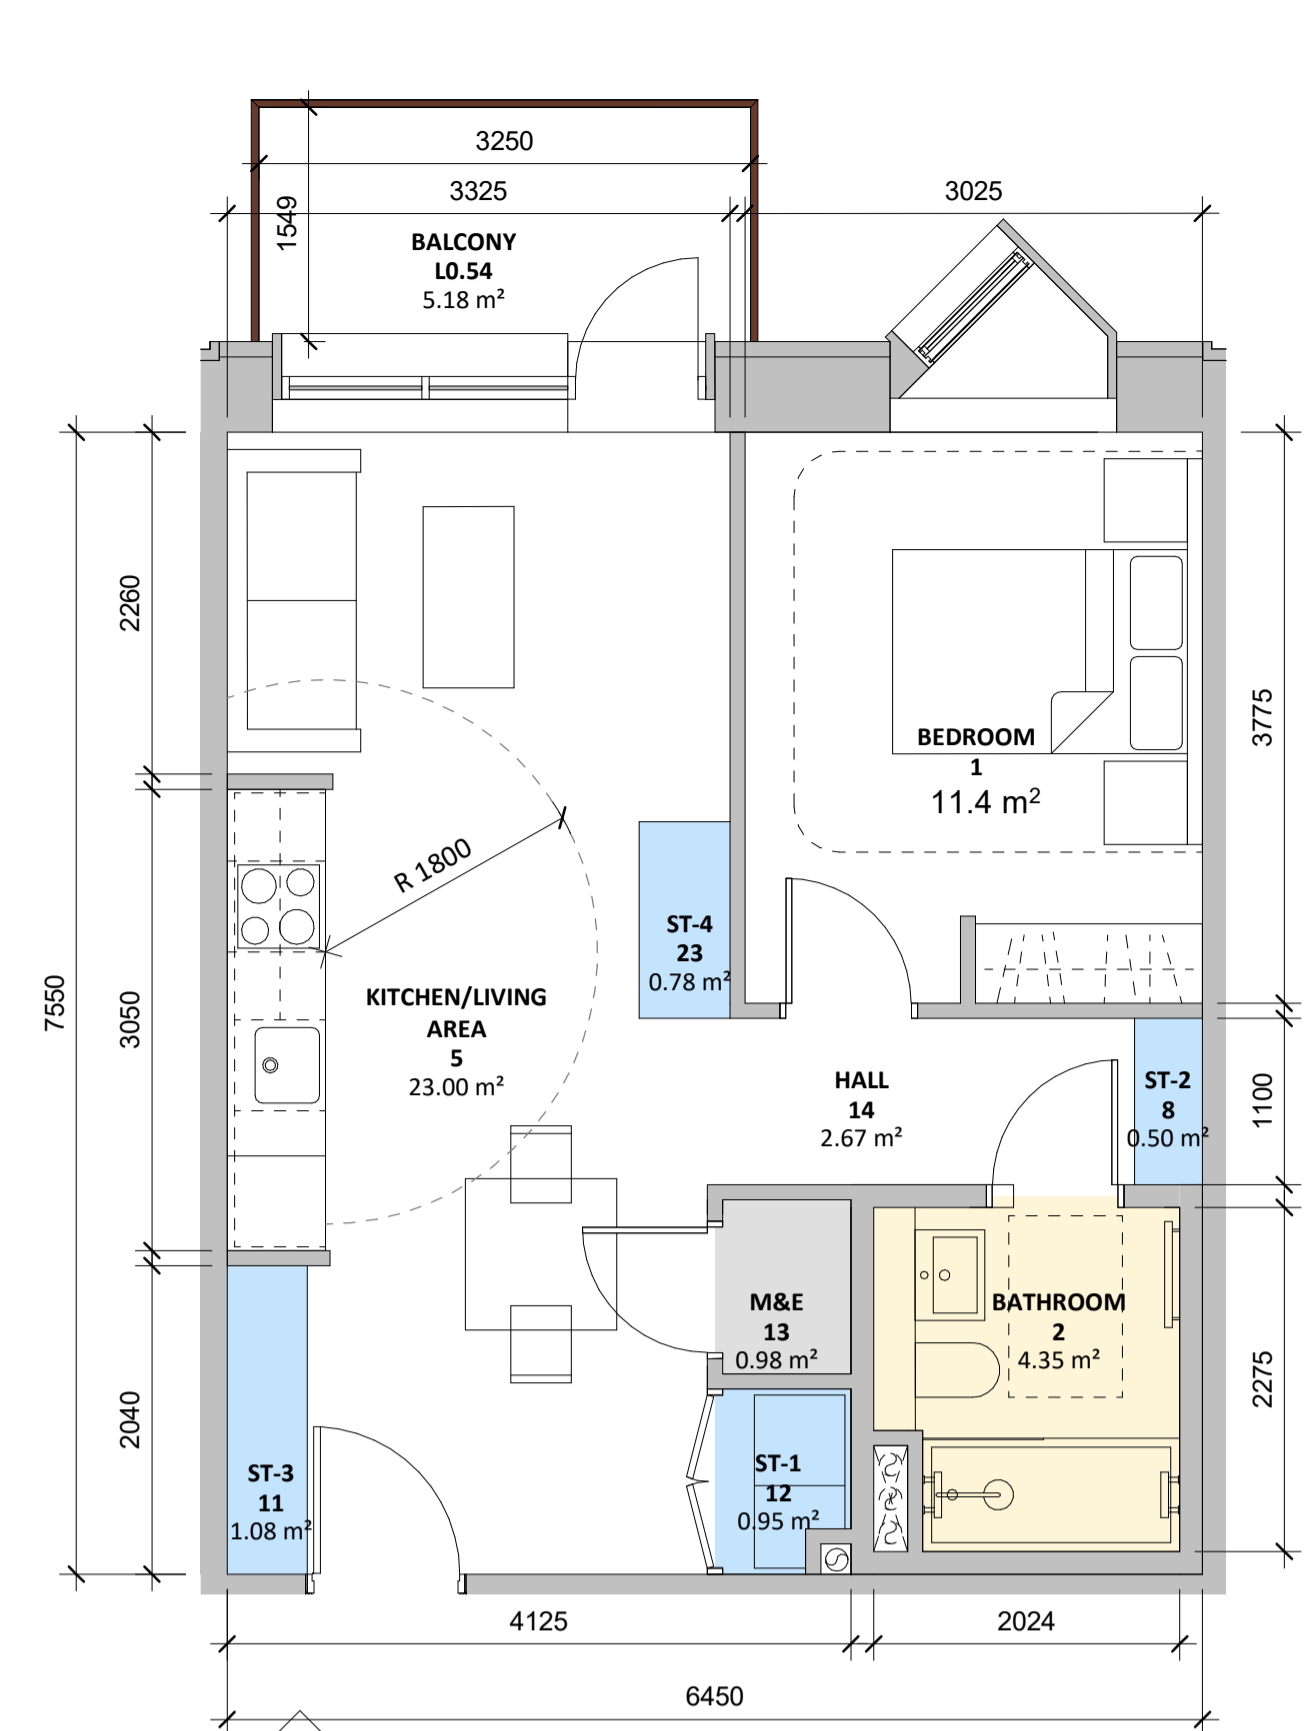 3250
3325
3025
1549
BALCONY
L0.54
5.18 m²
2260
7550
3050
2040
R 1800
KITCHEN/LIVING
AREA
5
23.00 m²
ST-4
23
0.78 m²
BEDROOM
1
11.4 m²
3775
HALL
14
2.67 m²
ST-2
8
0.50 m²
1100
M&E
13
0.98 m²
BATHROOM
2
4.35 m²
2275
ST-3
11
1.08 m²
ST-1
12
0.95 m²
4125
2024
6450